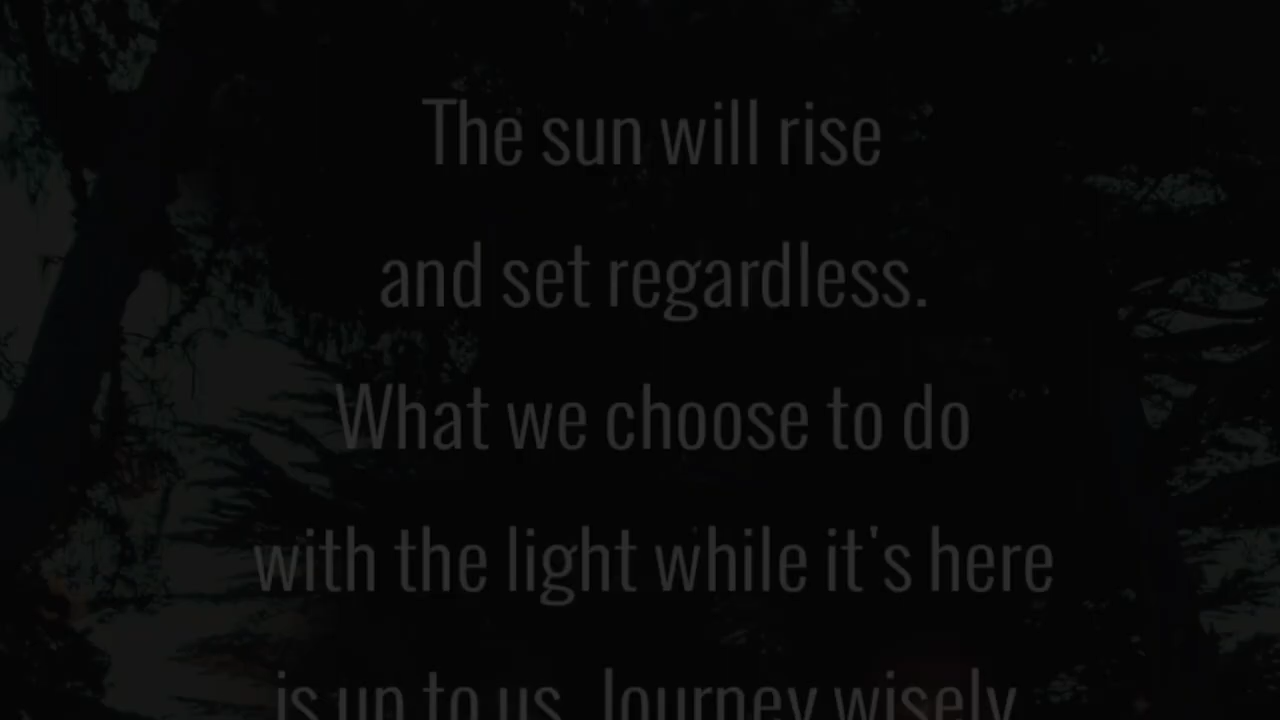 The sun will rise
and set regardless.
What we choose to do
with the light while it's here
is up to us. Journey wisely.